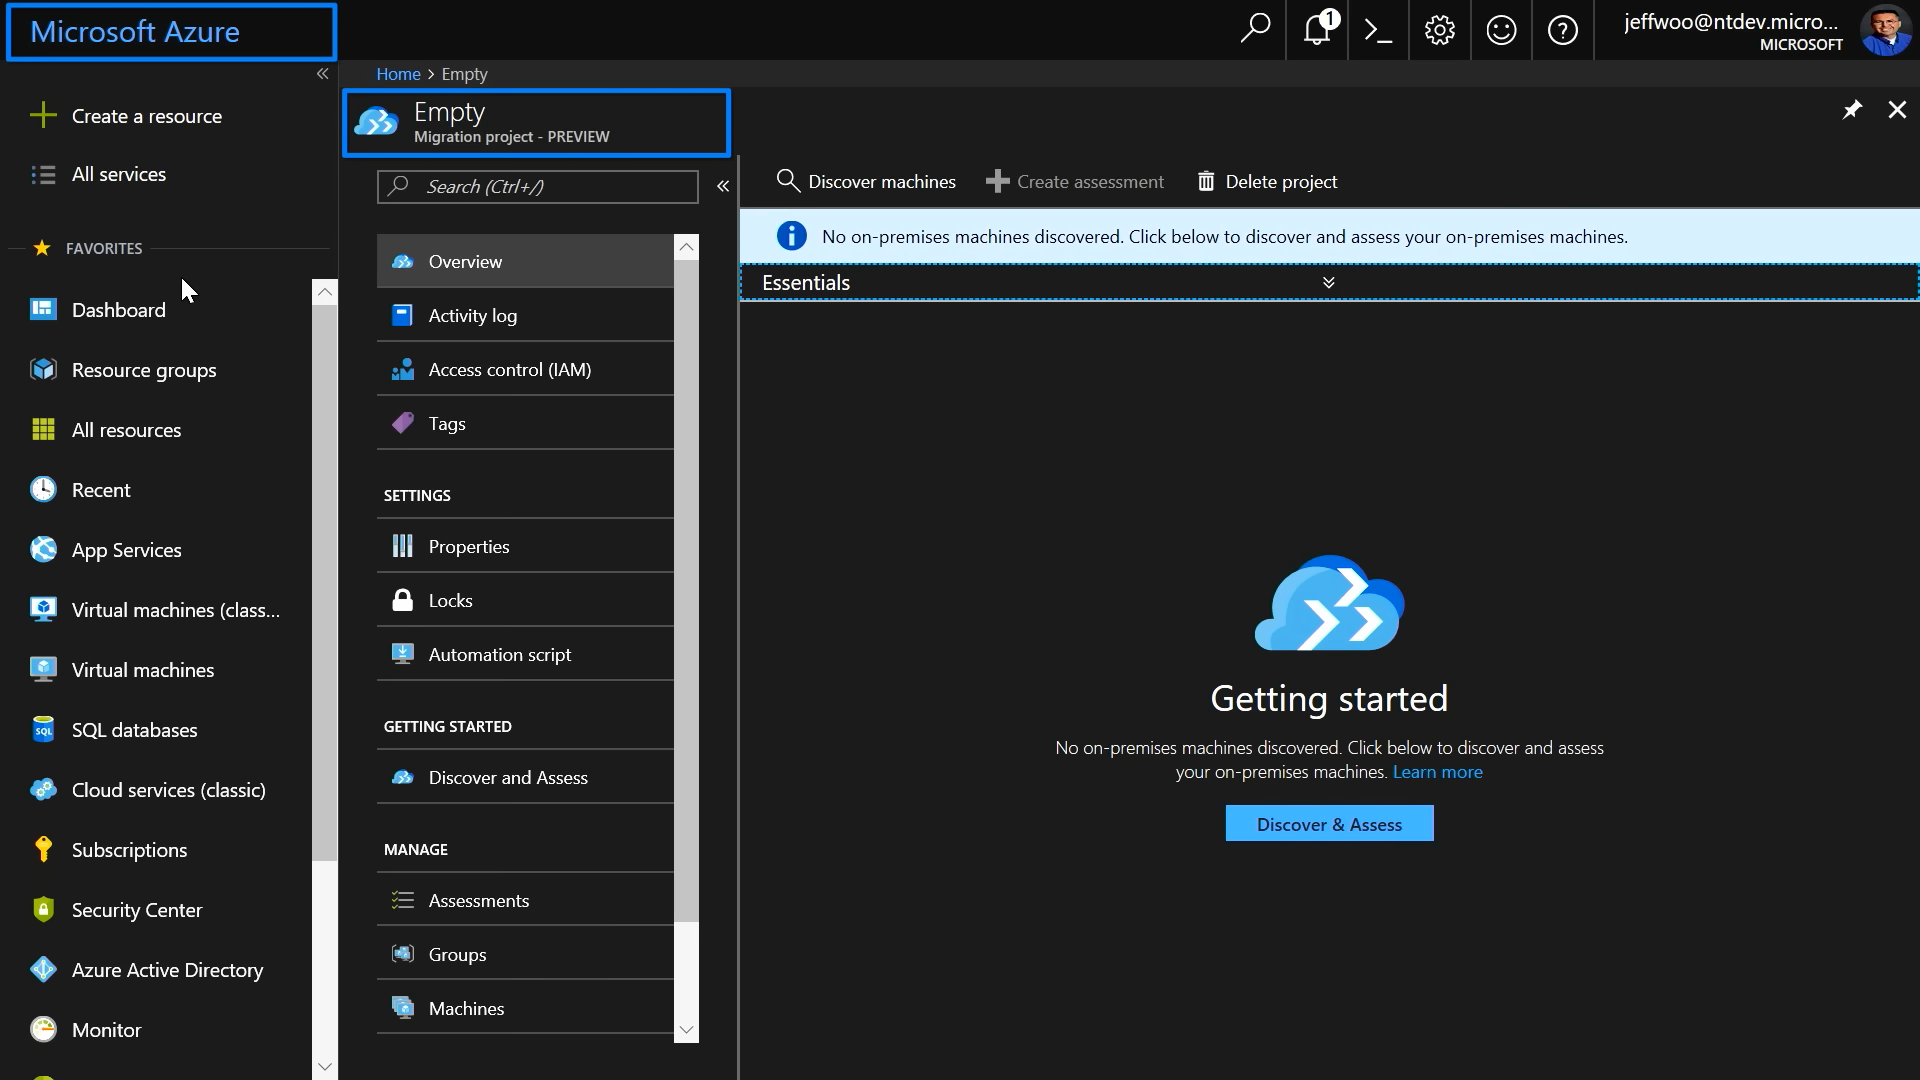 Microsoft Azure
1
jeffwoo@ntdev.micro...
MICROSOFT
Home > Empty
Create a resource
All services
FAVORITES
Dashboard
Resource groups
All resources
Recent
App Services
Virtual machines (class...
Virtual machines
SQL
SQL databases
Cloud services (classic)
Subscriptions
Security Center
Azure Active Directory
Monitor
Empty
Migration project - PREVIEW
Search (Ctrl+/)
Overview
Activity log
Access control (IAM)
Tags
SETTINGS
Properties
Locks
Automation script
GETTING STARTED
Discover and Assess
MANAGE
Assessments
Groups
Machines
Discover machines
Create assessment
Delete project
No on-premises machines discovered. Click below to discover and assess your on-premises machines.
Essentials
Getting started
No on-premises machines discovered. Click below to discover and assess
your on-premises machines. Learn more
Discover & Assess